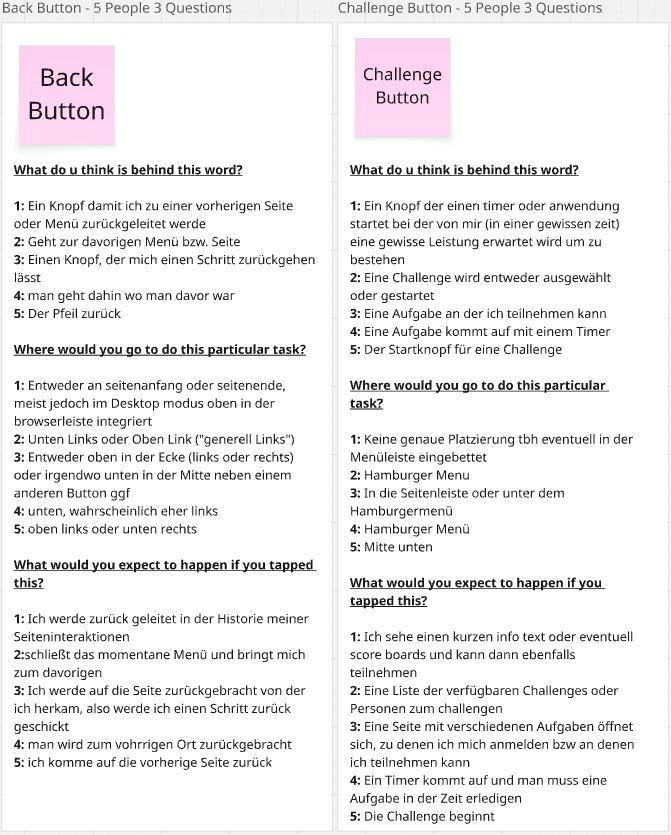 Back Button - 5 People 3 Questions
Back
Button
What do u think is behind this word?
1: Ein Knopf damit ich zu einer vorherigen Seite
oder Menü zurückgeleitet werde
2: Geht zur davorigen Menü bzw. Seite
3: Einen Knopf, der mich einen Schritt zurückgehen
lässt
4: man geht dahin wo man davor war
5: Der Pfeil zurück
Where would you go to do this particular task?
1: Entweder an seitenanfang oder seitenende,
meist jedoch im Desktop modus oben in der
browserleiste integriert
2: Unten Links oder Oben Link ("generell Links")
3: Entweder oben in der Ecke (links oder rechts)
oder irgendwo unten in der Mitte neben einem
anderen Button ggf
4: unten, wahrscheinlich eher links
5: oben links oder unten rechts
What would you expect to happen if you tapped
this?
1: Ich werde zurück geleitet in der Historie meiner
Seiteninteraktionen
2:schließt das momentane Menü und bringt mich
zum davorigen
3: Ich werde auf die Seite zurückgebracht von der
ich herkam, also werde ich einen Schritt zurück
geschickt
4: man wird zum vohrrigen Ort zurückgebracht
5: ich komme auf die vorherige Seite zurück
Challenge Button - 5 People 3 Questions
Challenge
Button
What do u think is behind this word?
1: Ein Knopf der einen timer oder anwendung
startet bei der von mir (in einer gewissen zeit)
eine gewisse Leistung erwartet wird um zu
bestehen
2: Eine Challenge wird entweder ausgewählt
oder gestartet
3: Eine Aufgabe an der ich teilnehmen kann
4: Eine Aufgabe kommt auf mit einem Timer
5: Der Startknopf für eine Challenge
Where would you go to do this particular
task?
1: Keine genaue Platzierung tbh eventuell in der
Menüleiste eingebettet
2: Hamburger Menu
3: In die Seitenleiste oder unter dem
Hamburgermenü
4: Hamburger Menü
5: Mitte unten
What would you expect to happen if you
tapped this?
1: Ich sehe einen kurzen info text oder eventuell
score boards und kann dann ebenfalls
teilnehmen
2: Eine Liste der verfügbaren Challenges oder
Personen zum challengen
3: Eine Seite mit verschiedenen Aufgaben öffnet
sich, zu denen ich mich anmelden bzw an denen
ich teilnehmen kann
4: Ein Timer kommt auf und man muss eine
Aufgabe in der Zeit erledigen
5: Die Challenge beginnt